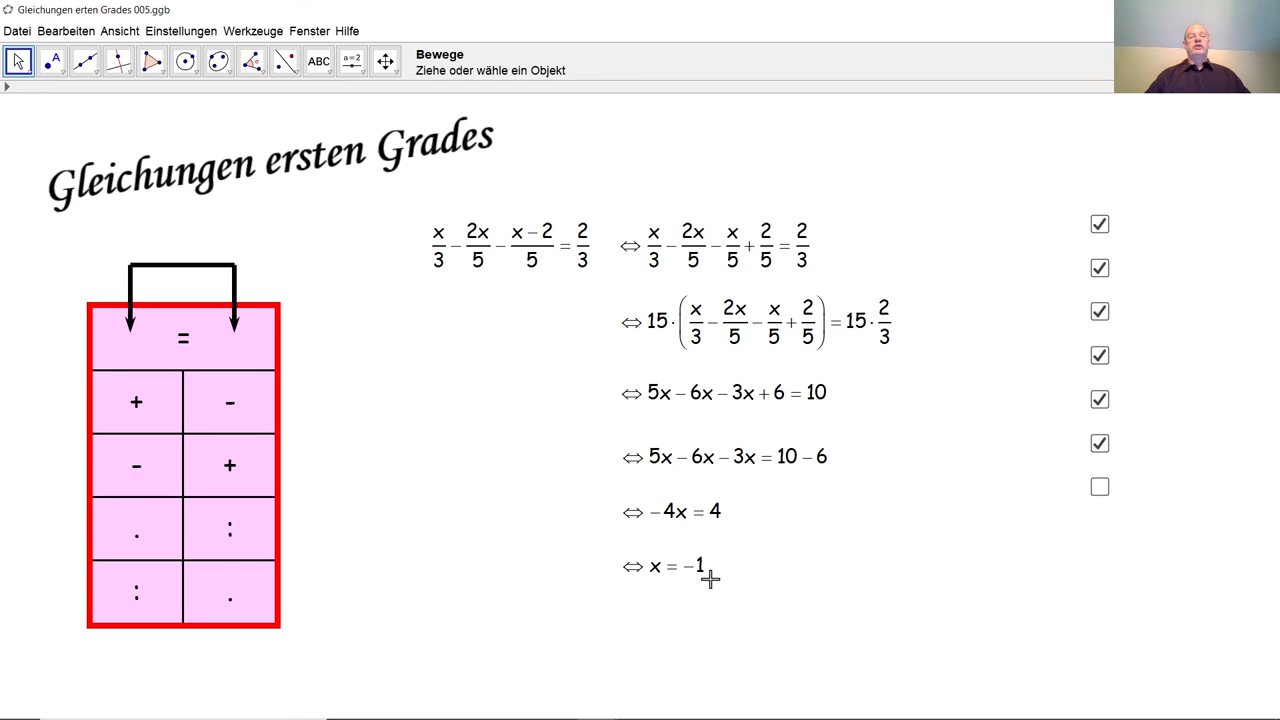 Gleichungen erten Grades 005.ggb
Datei Bearbeiten Ansicht Einstellungen Werkzeuge Fenster Hilfe
A ABC a=2 Bewege
Ziehe oder wähle ein Objekt
Gleichungen ersten Grades
x/3 − 2x/5 − (x−2)/5 = 2/3 ⇔ x/3 − 2x/5 − x/5 + 2/5 = 2/3
⇔ 15·(x/3 − 2x/5 − x/5 + 2/5) = 15·2/3
⇔ 5x − 6x − 3x + 6 = 10
⇔ 5x − 6x − 3x = 10 − 6
⇔ −4x = 4
⇔ x = −1
=
+ -
- +
. :
: .